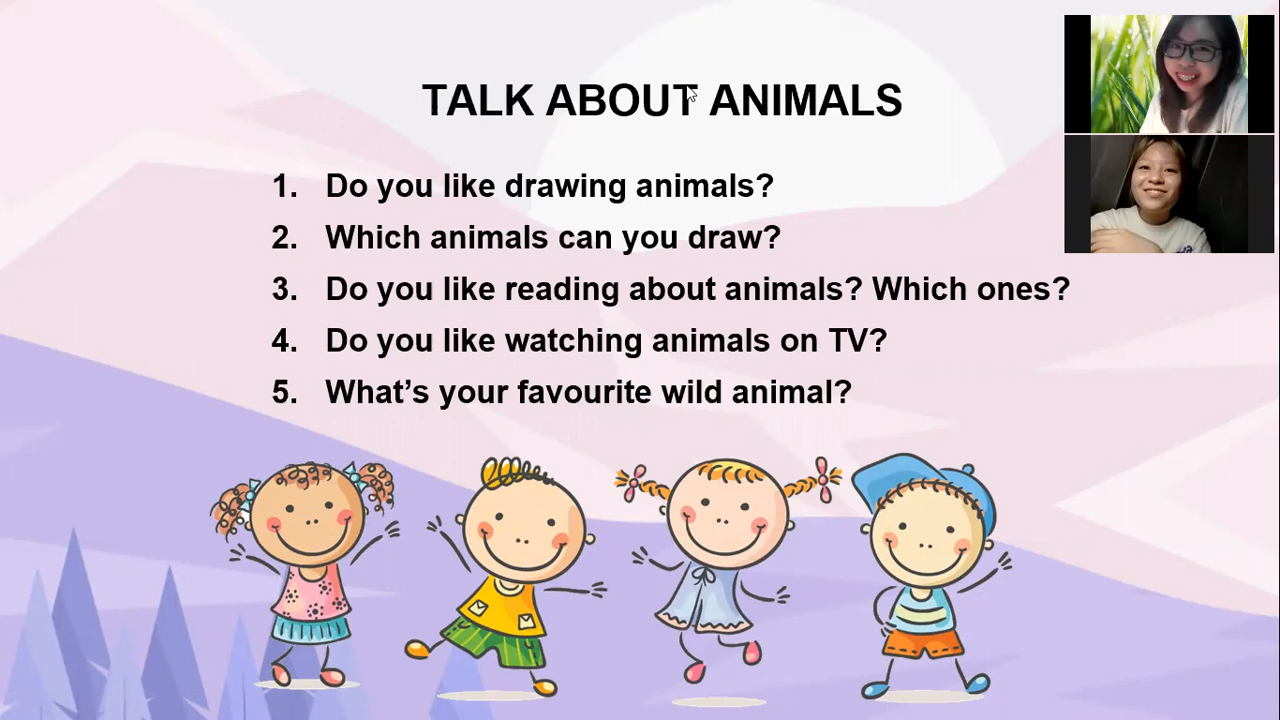 TALK ABOUT ANIMALS
1. Do you like drawing animals?
2. Which animals can you draw?
3. Do you like reading about animals? Which ones?
4. Do you like watching animals on TV?
5. What’s your favourite wild animal?